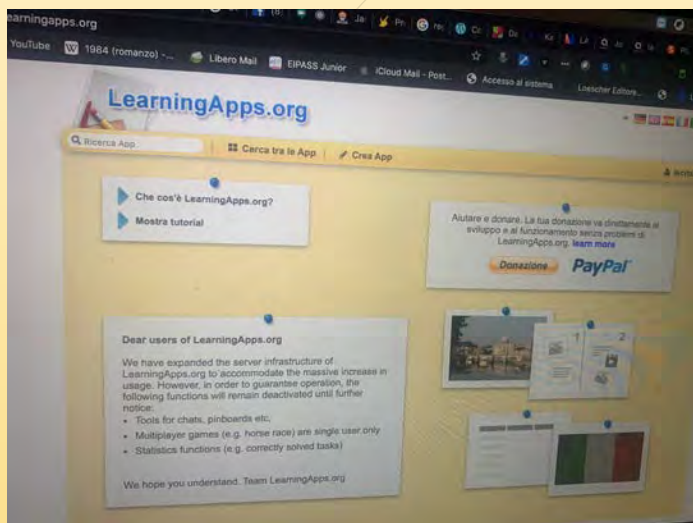 earningapps.org
YouTube W 1984 (romanzo) -... Libero Mail EIPASS Junior iCloud Mail - Post... Accesso al sistema Loescher Editore...
LearningApps.org
Ricerca App
Cerca tra le App
Crea App
Che cos'è LearningApps.org?
Mostra tutorial
Aiutare e donare. La tua donazione va direttamente al
sviluppo e al funzionamento senza problemi di
LearningApps.org. learn more
Donazione PayPal
Dear users of LearningApps.org
We have expanded the server infrastructure of
LearningApps.org to accommodate the massive increase in
usage. However, in order to guarantee operation, the
following functions will remain deactivated until further
notice:
• Tools for chats, pinboards etc.
• Multiplayer games (e.g. horse race) are single user only
• Statistics functions (e.g. correctly solved tasks)
We hope you understand. Team LearningApps.org
1 2